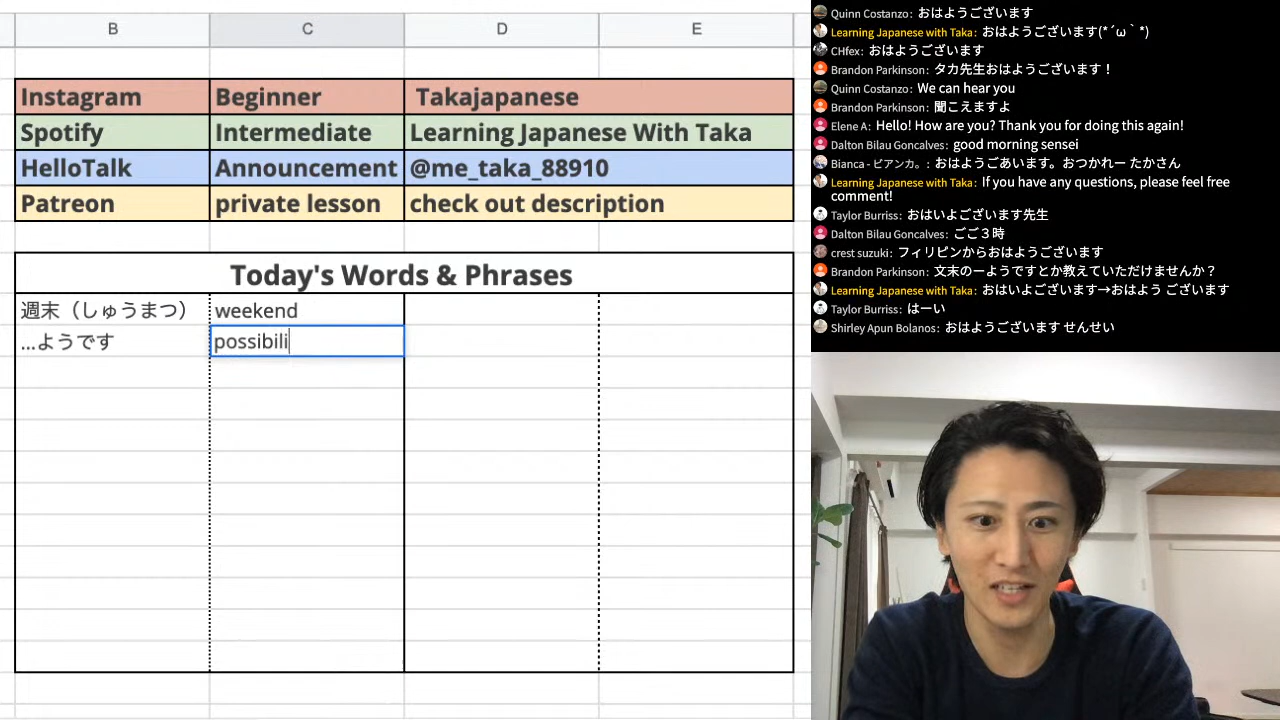 B C D E
Instagram Beginner Takajapanese
Spotify Intermediate Learning Japanese With Taka
HelloTalk Announcement @me_taka_88910
Patreon private lesson check out description
Today's Words & Phrases
週末（しゅうまつ） weekend
...ようです possibili
Quinn Costanzo: おはようございます
Learning Japanese with Taka: おはようございます(*´ω｀*)
CHfex: おはようございます
Brandon Parkinson: タカ先生おはようございます！
Quinn Costanzo: We can hear you
Brandon Parkinson: 聞こえますよ
Elene A: Hello! How are you? Thank you for doing this again!
Dalton Bilau Goncalves: good morning sensei
Bianca - ビアンカ。: おはようごあいます。おつかれー たかさん
Learning Japanese with Taka: If you have any questions, please feel free
comment!
Taylor Burriss: おはいよございます先生
Dalton Bilau Goncalves: ごご３時
crest suzuki: フィリピンからおはようございます
Brandon Parkinson: 文末のーようですとか教えていただけませんか？
Learning Japanese with Taka: おはいよございます→おはよう ございます
Taylor Burriss: はーい
Shirley Apun Bolanos: おはようございます せんせい